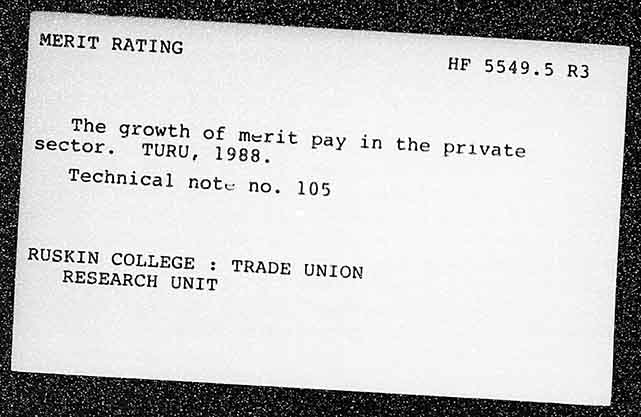 MERIT RATING
HF 5549.5 R3
The growth of merit pay in the private
sector. TURU, 1988.
Technical note no. 105
RUSKIN COLLEGE : TRADE UNION
RESEARCH UNIT